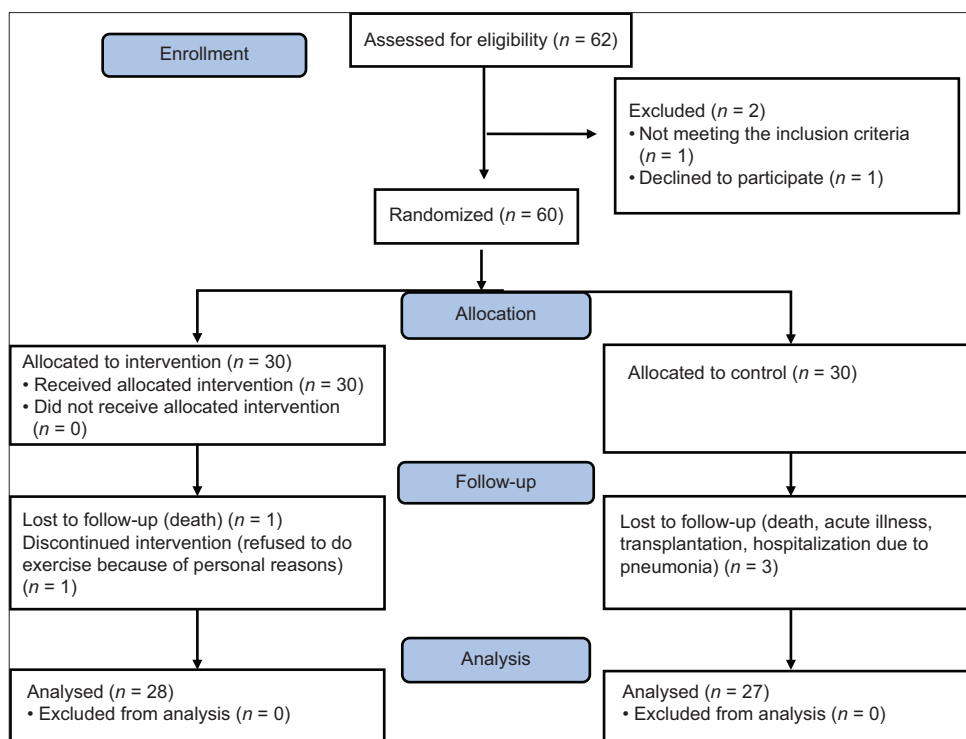 Enrollment
Assessed for eligibility (n = 62)
Excluded (n = 2)
• Not meeting the inclusion criteria
(n = 1)
• Declined to participate (n = 1)
Randomized (n = 60)
Allocation
Allocated to intervention (n = 30)
• Received allocated intervention (n = 30)
• Did not receive allocated intervention
(n = 0)
Allocated to control (n = 30)
Follow-up
Lost to follow-up (death) (n = 1)
Discontinued intervention (refused to do
exercise because of personal reasons)
(n = 1)
Lost to follow-up (death, acute illness,
transplantation, hospitalization due to
pneumonia) (n = 3)
Analysis
Analysed (n = 28)
• Excluded from analysis (n = 0)
Analysed (n = 27)
• Excluded from analysis (n = 0)